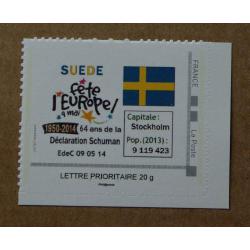 SUEDE
fête
l'EUROPE!
9 mai
1950-2014 64 ans de la
Déclaration Schuman
EdeC 09 05 14
Capitale :
Stockholm
Pop. (2013) :
9 119 423
FRANCE
La Poste
LETTRE PRIORITAIRE 20 g